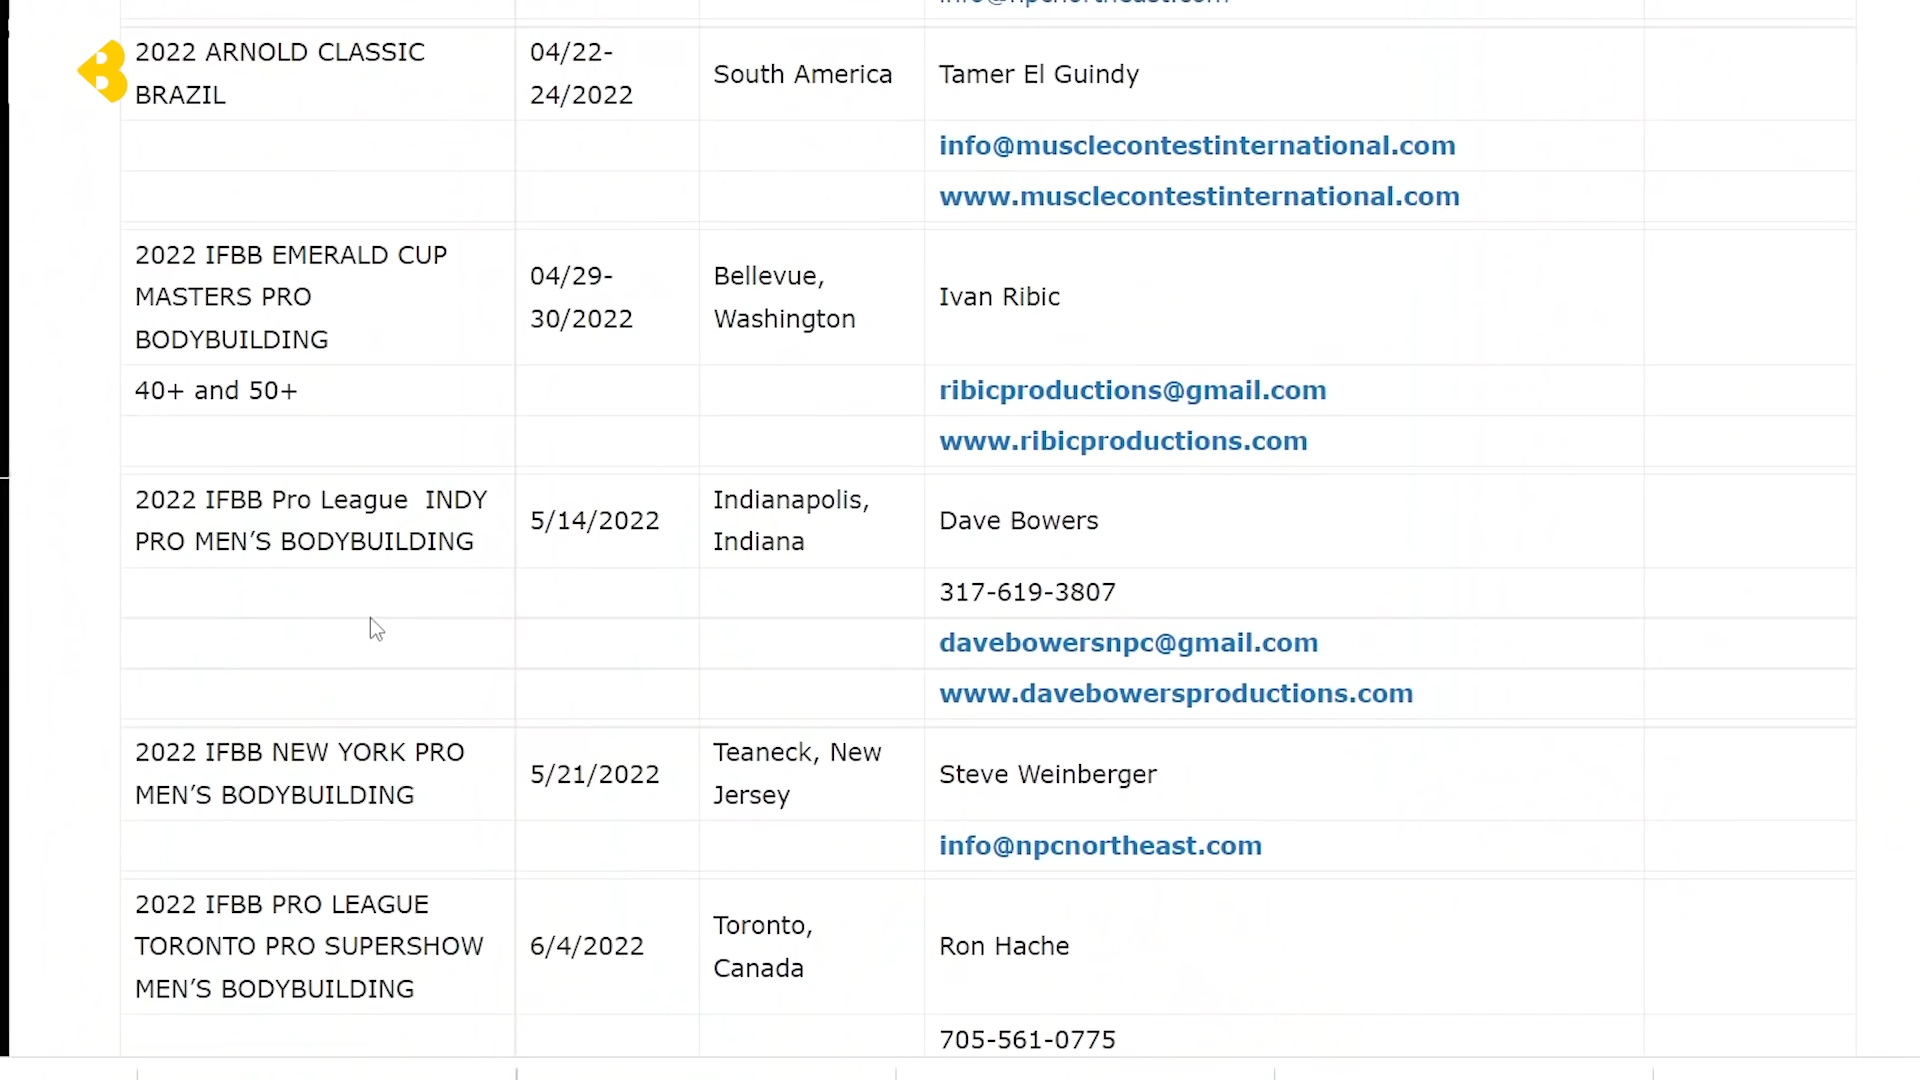 info@npcnortheast.com
2022 ARNOLD CLASSIC
BRAZIL
04/22-
24/2022
South America
Tamer El Guindy
info@musclecontestinternational.com
www.musclecontestinternational.com
2022 IFBB EMERALD CUP
MASTERS PRO
BODYBUILDING
04/29-
30/2022
Bellevue,
Washington
Ivan Ribic
40+ and 50+
ribicproductions@gmail.com
www.ribicproductions.com
2022 IFBB Pro League  INDY
PRO MEN’S BODYBUILDING
5/14/2022
Indianapolis,
Indiana
Dave Bowers
317-619-3807
davebowersnpc@gmail.com
www.davebowersproductions.com
2022 IFBB NEW YORK PRO
MEN’S BODYBUILDING
5/21/2022
Teaneck, New
Jersey
Steve Weinberger
info@npcnortheast.com
2022 IFBB PRO LEAGUE
TORONTO PRO SUPERSHOW
MEN’S BODYBUILDING
6/4/2022
Toronto,
Canada
Ron Hache
705-561-0775